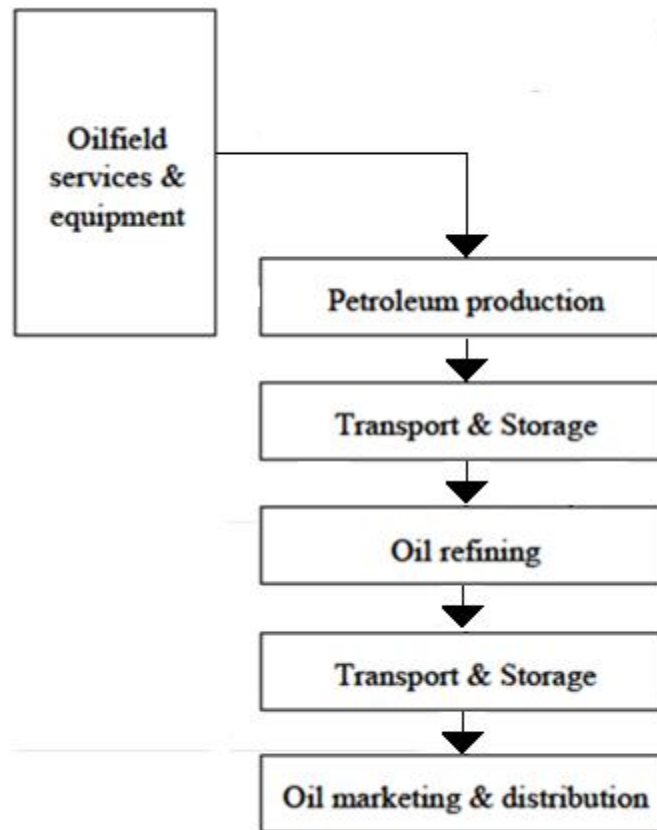 Oilfield
services &
equipment
Petroleum production
Transport & Storage
Oil refining
Transport & Storage
Oil marketing & distribution